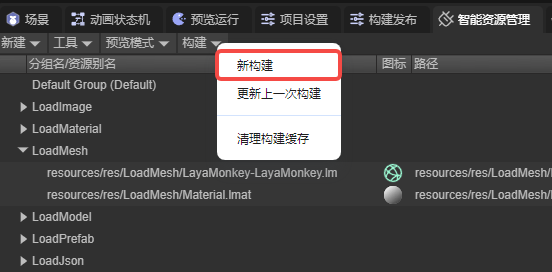 场景 动画状态机 预览运行 项目设置 构建发布 智能资源管理
新建 工具 预览模式 构建
分组名/资源别名 图标 路径
新构建
Default Group (Default)
更新上一次构建
LoadImage
LoadMaterial
清理构建缓存
LoadMesh
resources/res/LoadMesh/LayaMonkey-LayaMonkey.lm resources/res/LoadMesh/
resources/res/LoadMesh/Material.lmat resources/res/LoadMesh/
LoadModel
LoadPrefab
LoadJson